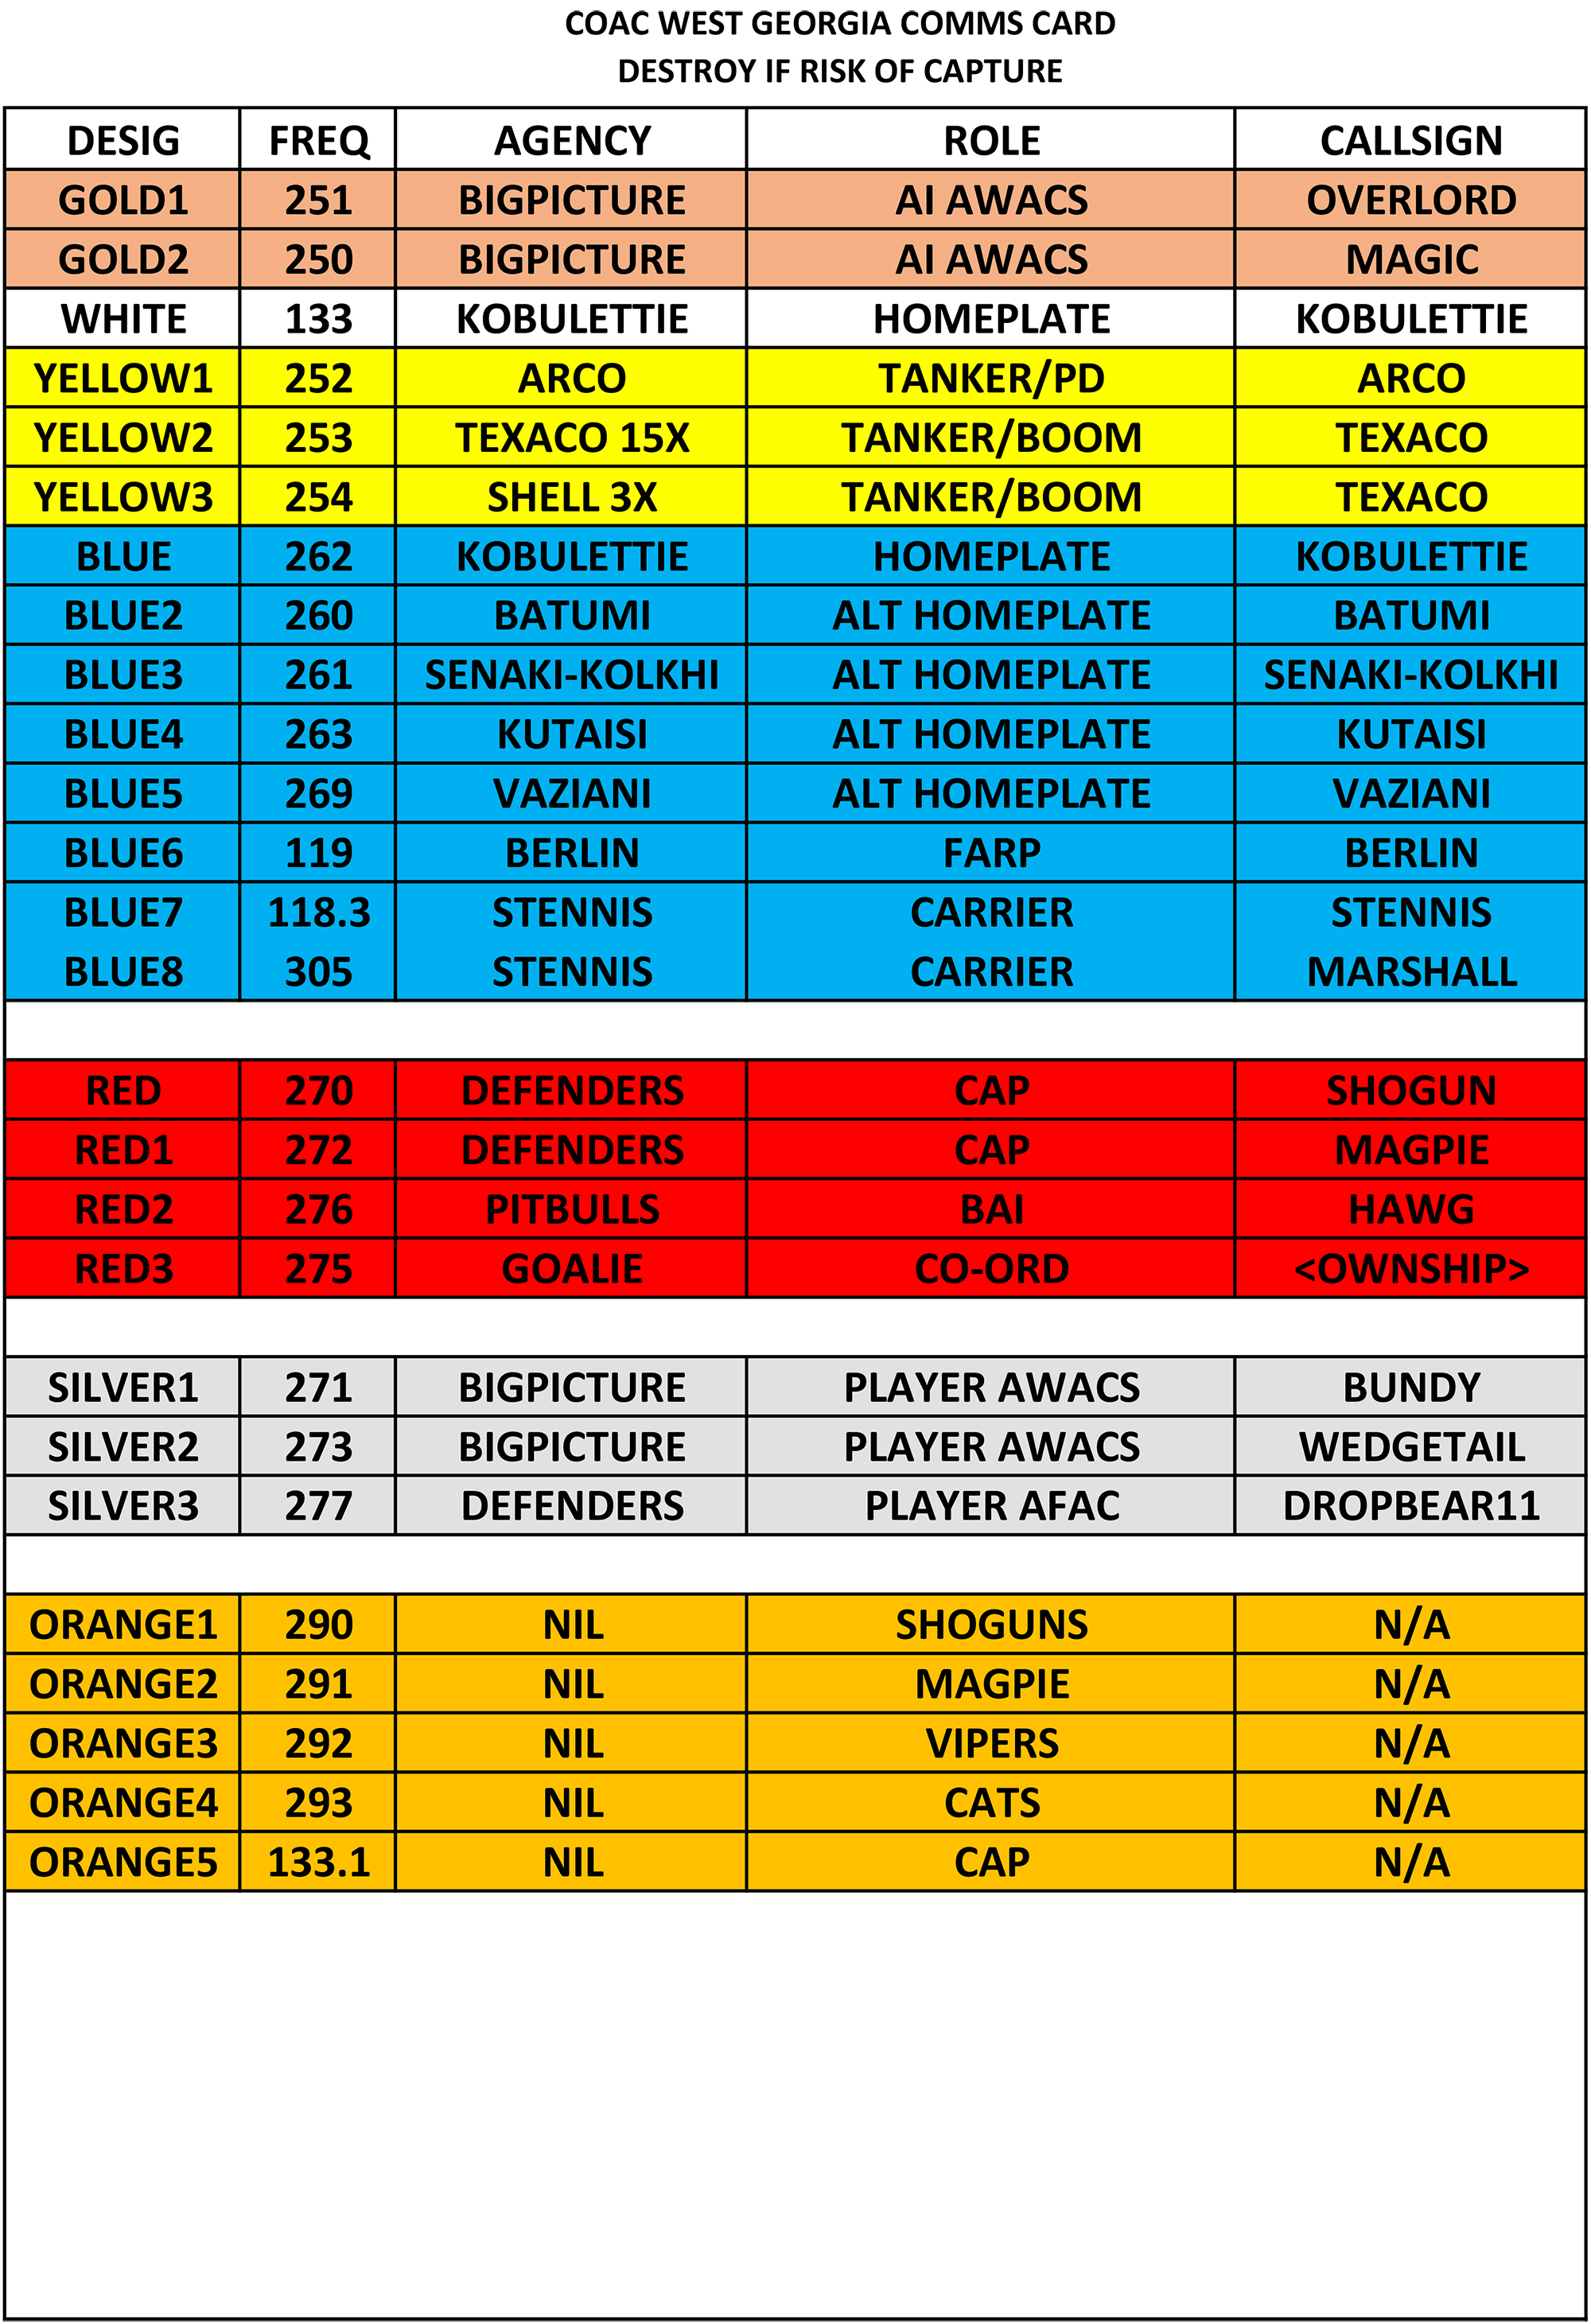 COAC WEST GEORGIA COMMS CARD
DESTROY IF RISK OF CAPTURE
DESIG FREQ AGENCY ROLE CALLSIGN
GOLD1 251 BIGPICTURE AI AWACS OVERLORD
GOLD2 250 BIGPICTURE AI AWACS MAGIC
WHITE 133 KOBULETTIE HOMEPLATE KOBULETTIE
YELLOW1 252 ARCO TANKER/PD ARCO
YELLOW2 253 TEXACO 15X TANKER/BOOM TEXACO
YELLOW3 254 SHELL 3X TANKER/BOOM TEXACO
BLUE 262 KOBULETTIE HOMEPLATE KOBULETTIE
BLUE2 260 BATUMI ALT HOMEPLATE BATUMI
BLUE3 261 SENAKI-KOLKHI ALT HOMEPLATE SENAKI-KOLKHI
BLUE4 263 KUTAISI ALT HOMEPLATE KUTAISI
BLUE5 269 VAZIANI ALT HOMEPLATE VAZIANI
BLUE6 119 BERLIN FARP BERLIN
BLUE7 118.3 STENNIS CARRIER STENNIS
BLUE8 305 STENNIS CARRIER MARSHALL
RED 270 DEFENDERS CAP SHOGUN
RED1 272 DEFENDERS CAP MAGPIE
RED2 276 PITBULLS BAI HAWG
RED3 275 GOALIE CO-ORD <OWNSHIP>
SILVER1 271 BIGPICTURE PLAYER AWACS BUNDY
SILVER2 273 BIGPICTURE PLAYER AWACS WEDGETAIL
SILVER3 277 DEFENDERS PLAYER AFAC DROPBEAR11
ORANGE1 290 NIL SHOGUNS N/A
ORANGE2 291 NIL MAGPIE N/A
ORANGE3 292 NIL VIPERS N/A
ORANGE4 293 NIL CATS N/A
ORANGE5 133.1 NIL CAP N/A